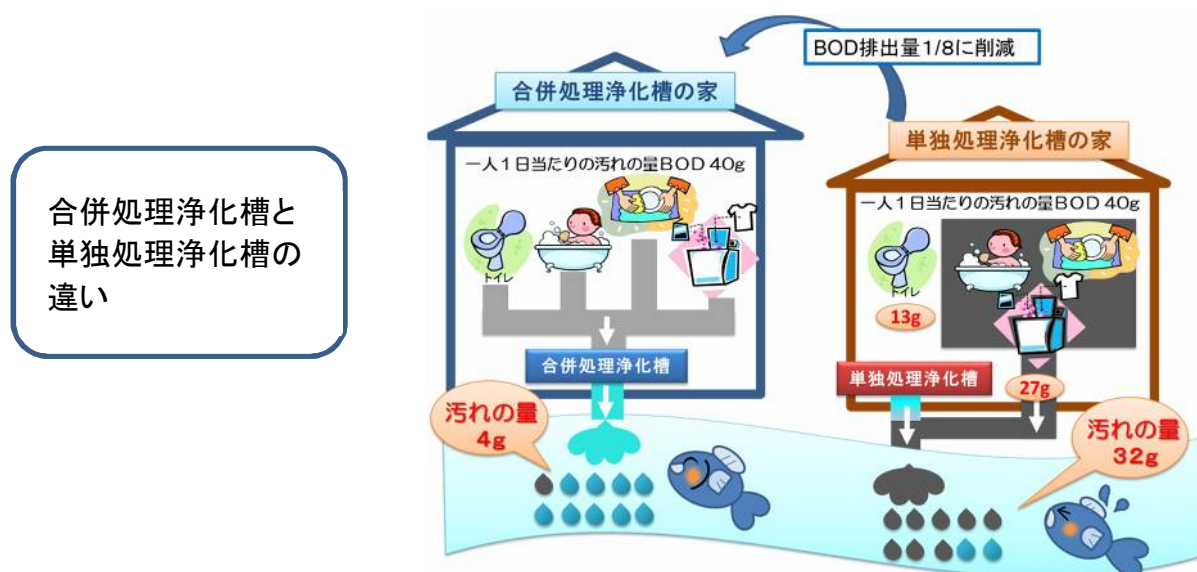 合併処理浄化槽と
単独処理浄化槽の
違い
BOD排出量1/8に削減
合併処理浄化槽の家
一人1日当たりの汚れの量BOD 40g
トイレ
合併処理浄化槽
汚れの量
4g
単独処理浄化槽の家
一人1日当たりの汚れの量BOD 40g
トイレ
13g
単独処理浄化槽
27g
汚れの量
32g